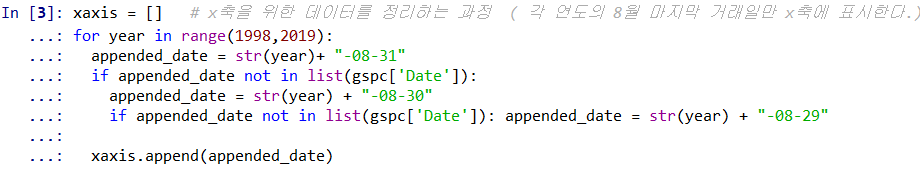 In [3]: xaxis = []   # x축을 위한 데이터를 정리하는 과정  ( 각 연도의 8월 마지막 거래일만 x축에 표시한다.)
   ...: for year in range(1998,2019):
   ...:   appended_date = str(year)+ "-08-31"
   ...:   if appended_date not in list(gspc['Date']):
   ...:     appended_date = str(year) + "-08-30"
   ...:     if appended_date not in list(gspc['Date']): appended_date = str(year) + "-08-29"
   ...:
   ...:   xaxis.append(appended_date)